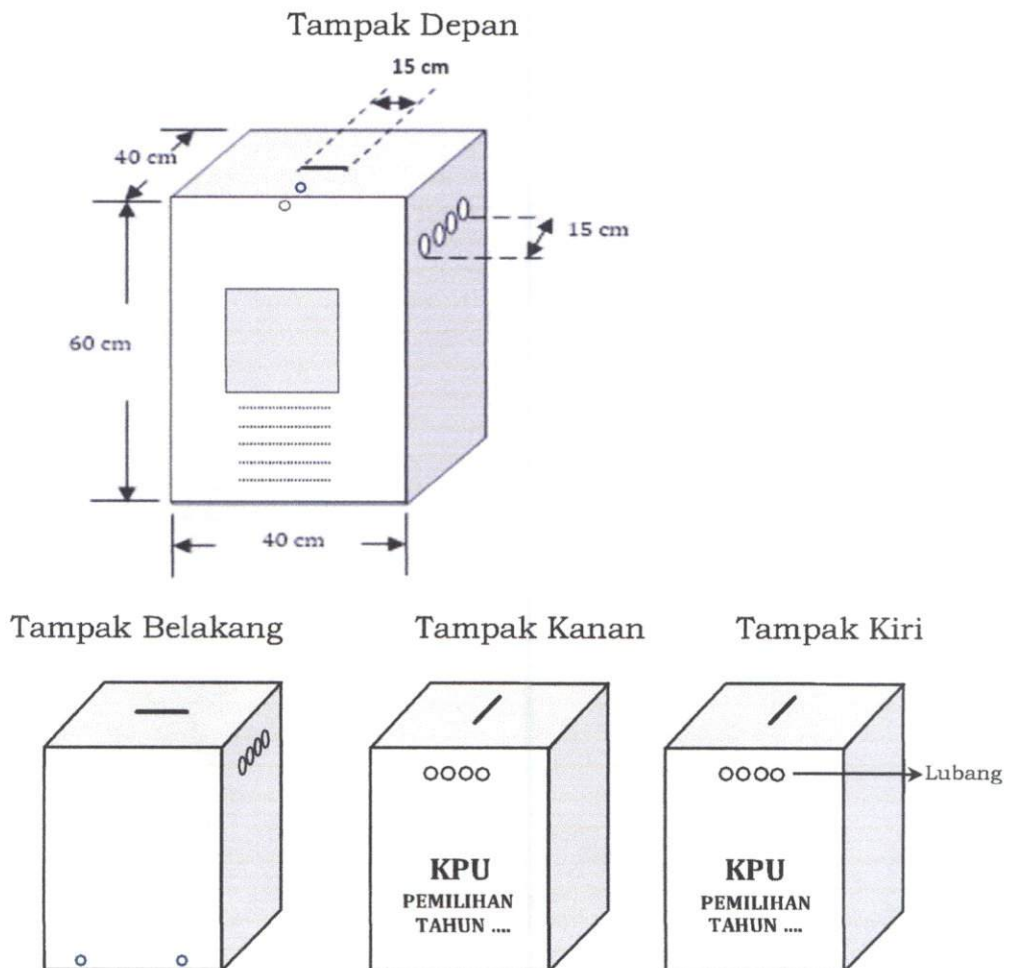 Tampak Depan
15 cm
40 cm
15 cm
60 cm
40 cm
Tampak Belakang
Tampak Kanan
Tampak Kiri
Lubang
KPU
PEMILIHAN
TAHUN ....
KPU
PEMILIHAN
TAHUN ....